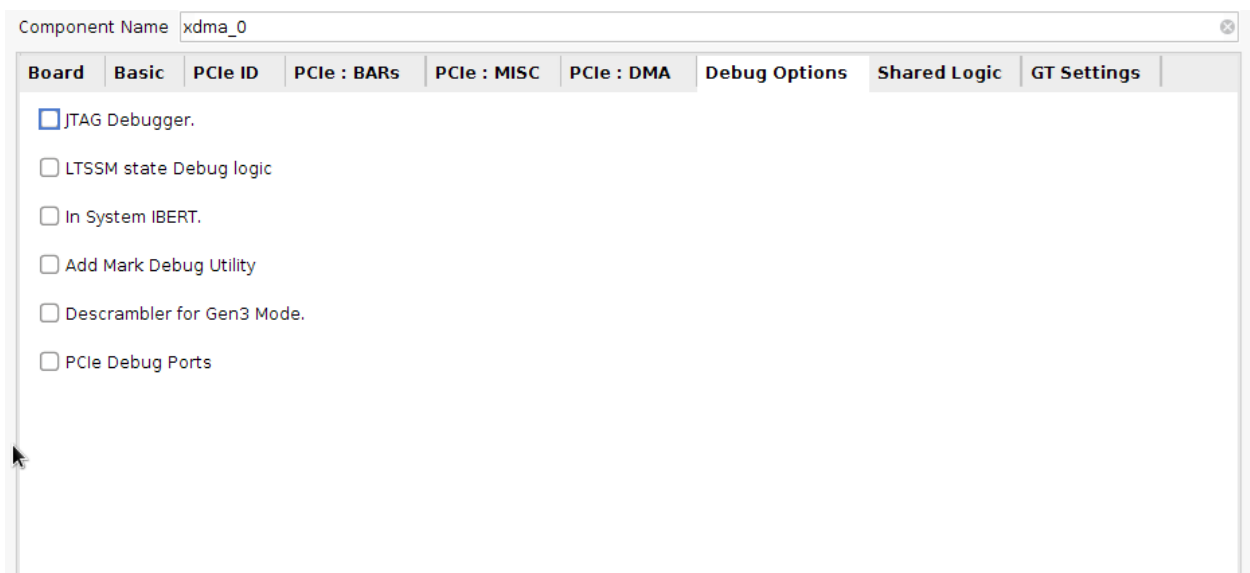 Component Name xdma_0
Board Basic PCIe ID PCIe : BARs PCIe : MISC PCIe : DMA Debug Options Shared Logic GT Settings
JTAG Debugger.
LTSSM state Debug logic
In System IBERT.
Add Mark Debug Utility
Descrambler for Gen3 Mode.
PCIe Debug Ports